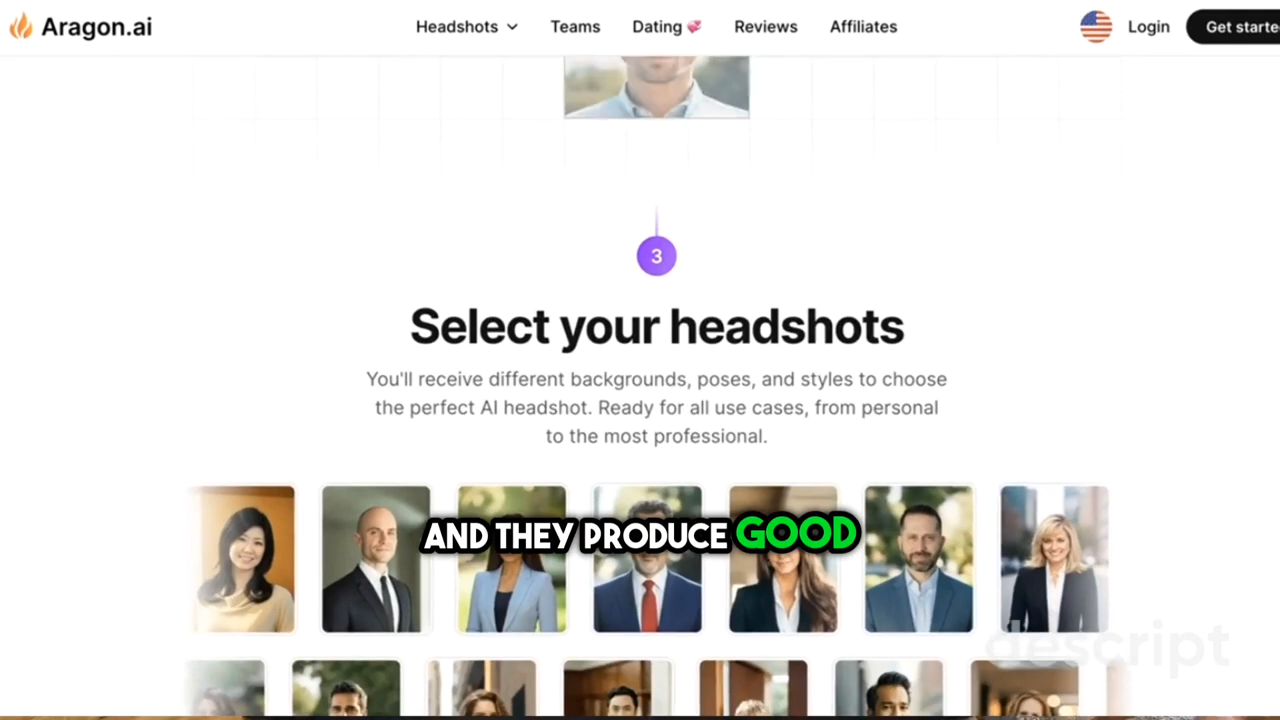 Aragon.ai
Headshots
Teams
Dating
Reviews
Affiliates
Login
Get starte
3
Select your headshots
You'll receive different backgrounds, poses, and styles to choose
the perfect AI headshot. Ready for all use cases, from personal
to the most professional.
AND THEY PRODUCE GOOD
descript